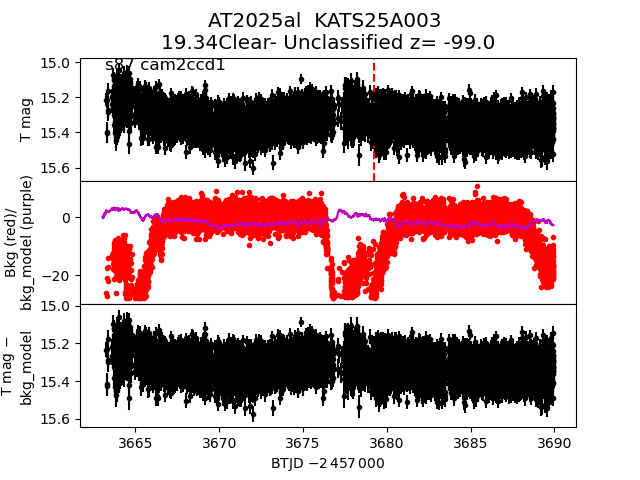 AT2025al  KATS25A003
19.34Clear- Unclassified z= -99.0
s87 cam2ccd1
15.0
15.2
15.4
15.6
T mag
0
−20
Bkg (red)/
bkg_model (purple)
15.0
15.2
15.4
15.6
T mag −
bkg_model
3665 3670 3675 3680 3685 3690
BTJD −2 457 000